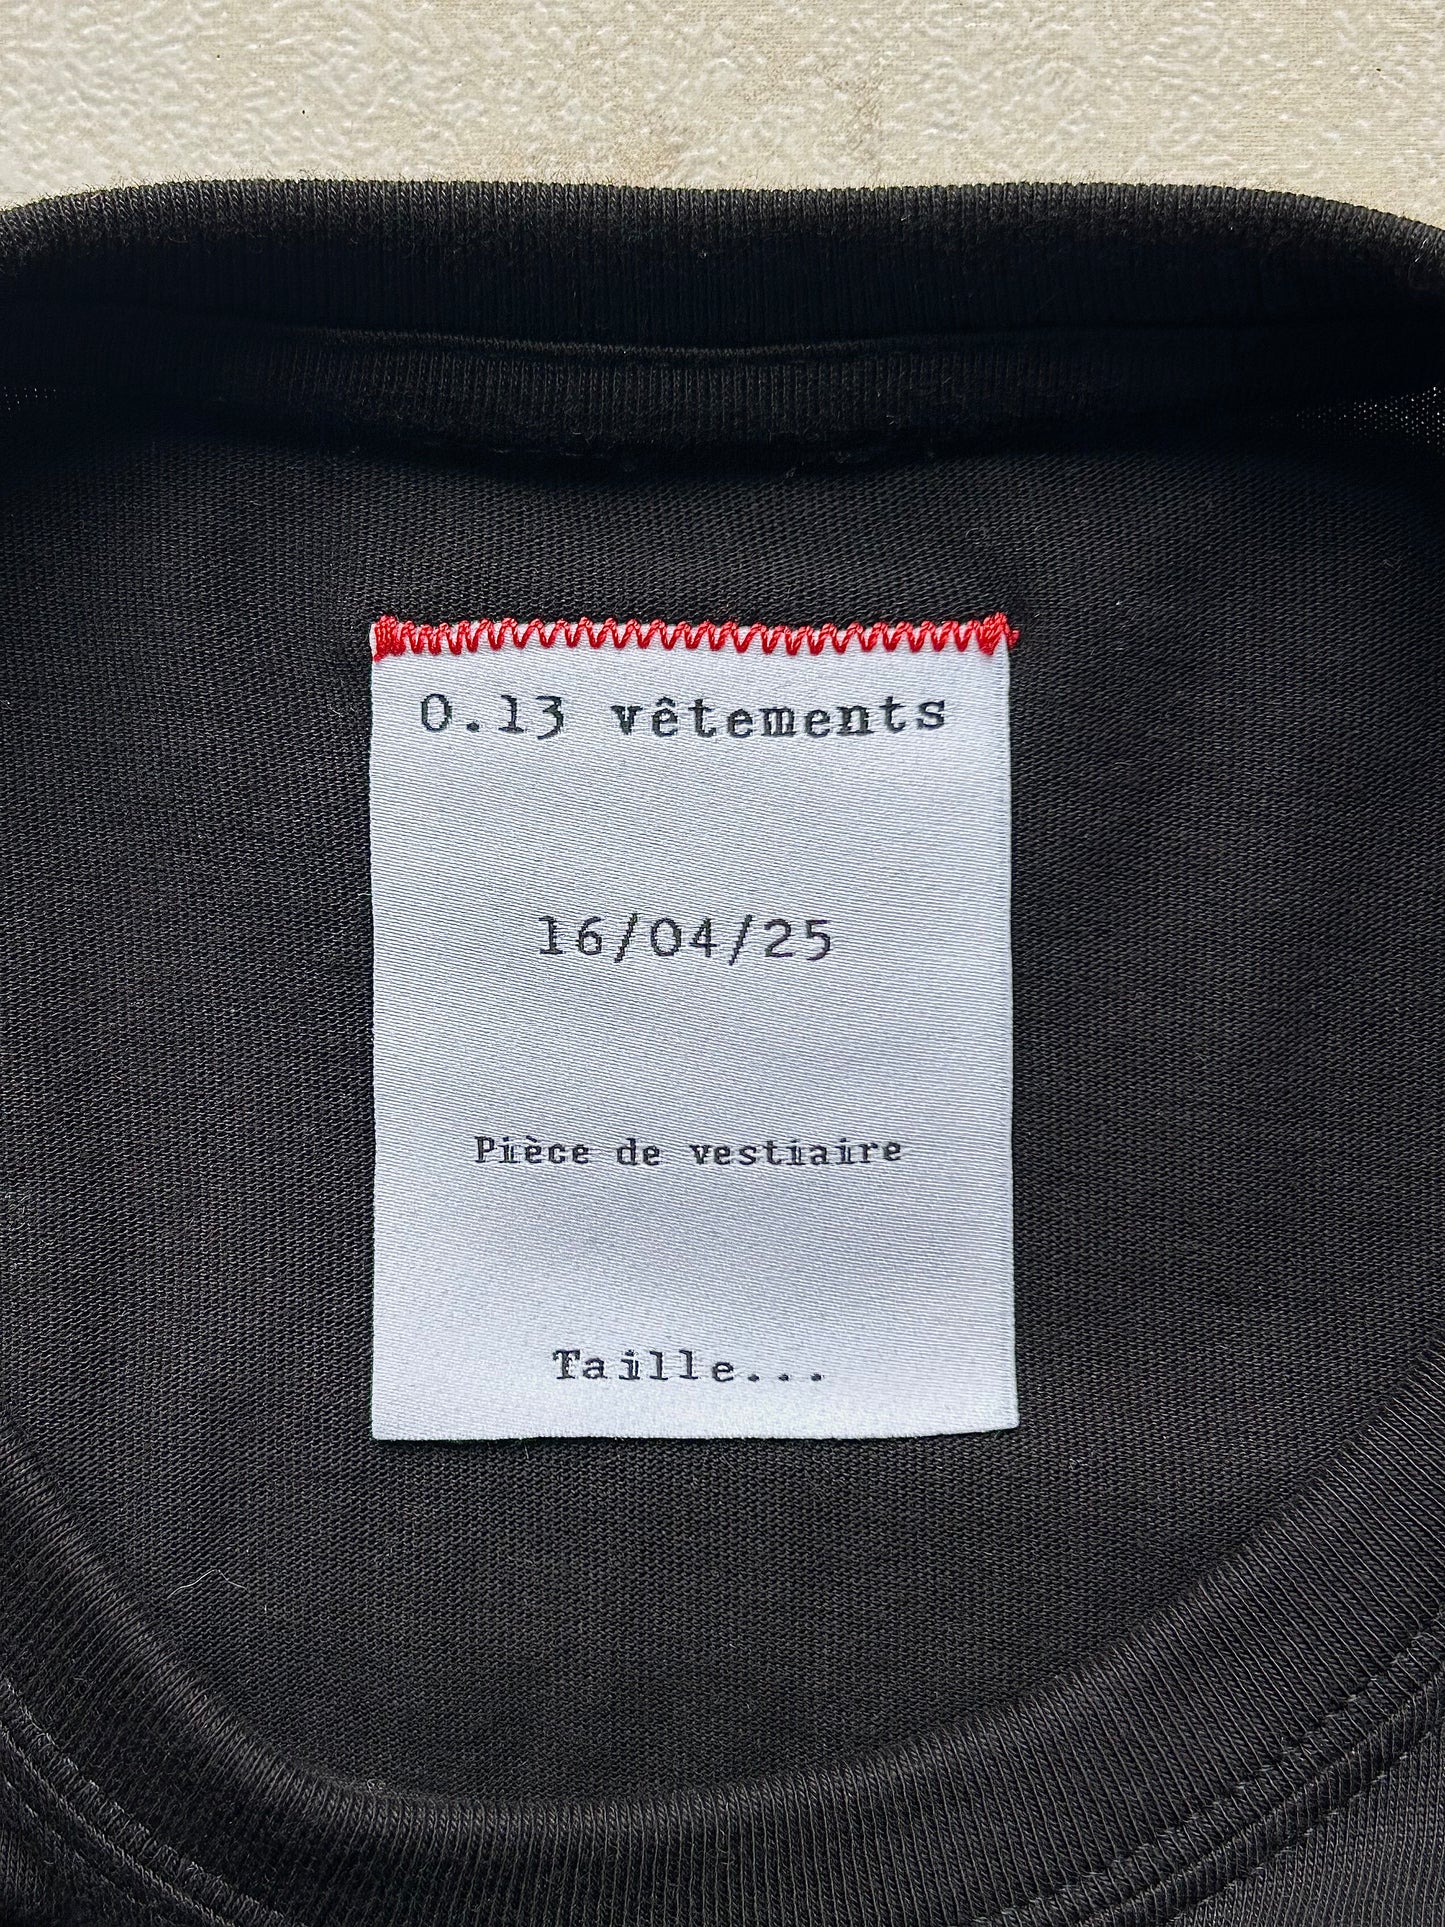 0.13 vêtements
16/04/25
Pièce de vestiaire
Taille...